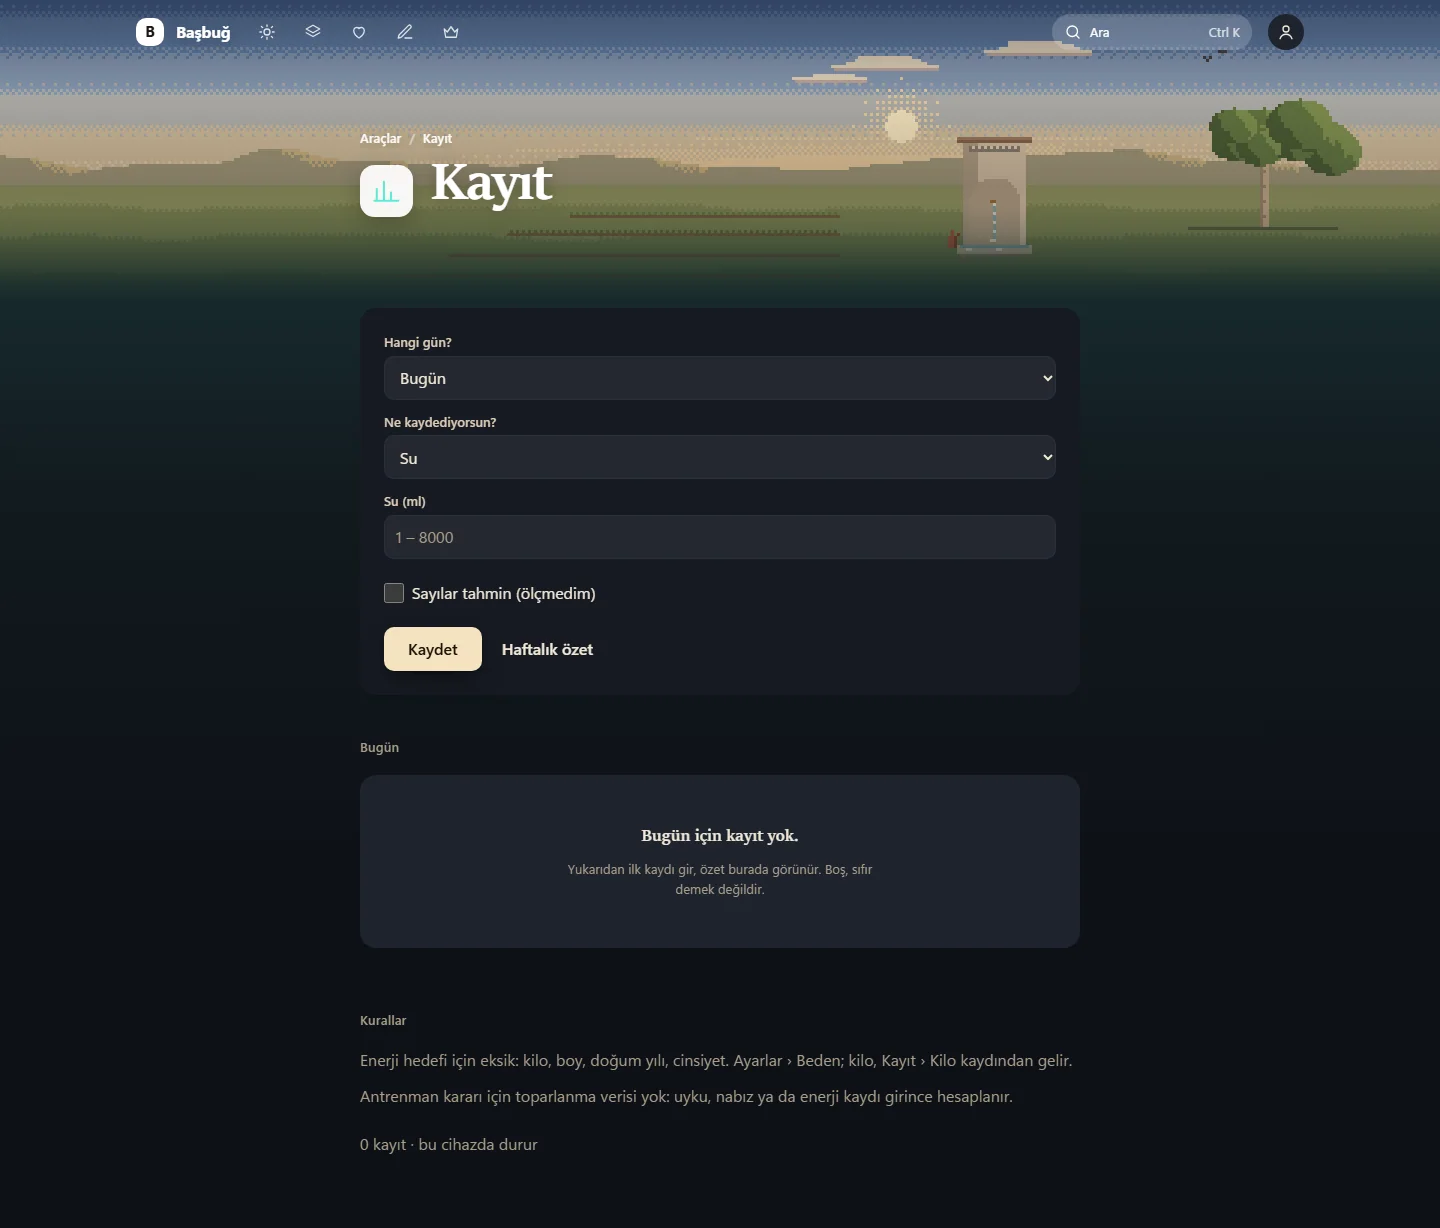 B Başbuğ
Ara Ctrl K
Araçlar / Kayıt
Kayıt
Hangi gün?
Bugün
Ne kaydediyorsun?
Su
Su (ml)
1 – 8000
Sayılar tahmin (ölçmedim)
Kaydet Haftalık özet
Bugün
Bugün için kayıt yok.
Yukarıdan ilk kaydı gir, özet burada görünür. Boş, sıfır
demek değildir.
Kurallar
Enerji hedefi için eksik: kilo, boy, doğum yılı, cinsiyet. Ayarlar › Beden; kilo, Kayıt › Kilo kaydından gelir.
Antrenman kararı için toparlanma verisi yok: uyku, nabız ya da enerji kaydı girince hesaplanır.
0 kayıt · bu cihazda durur